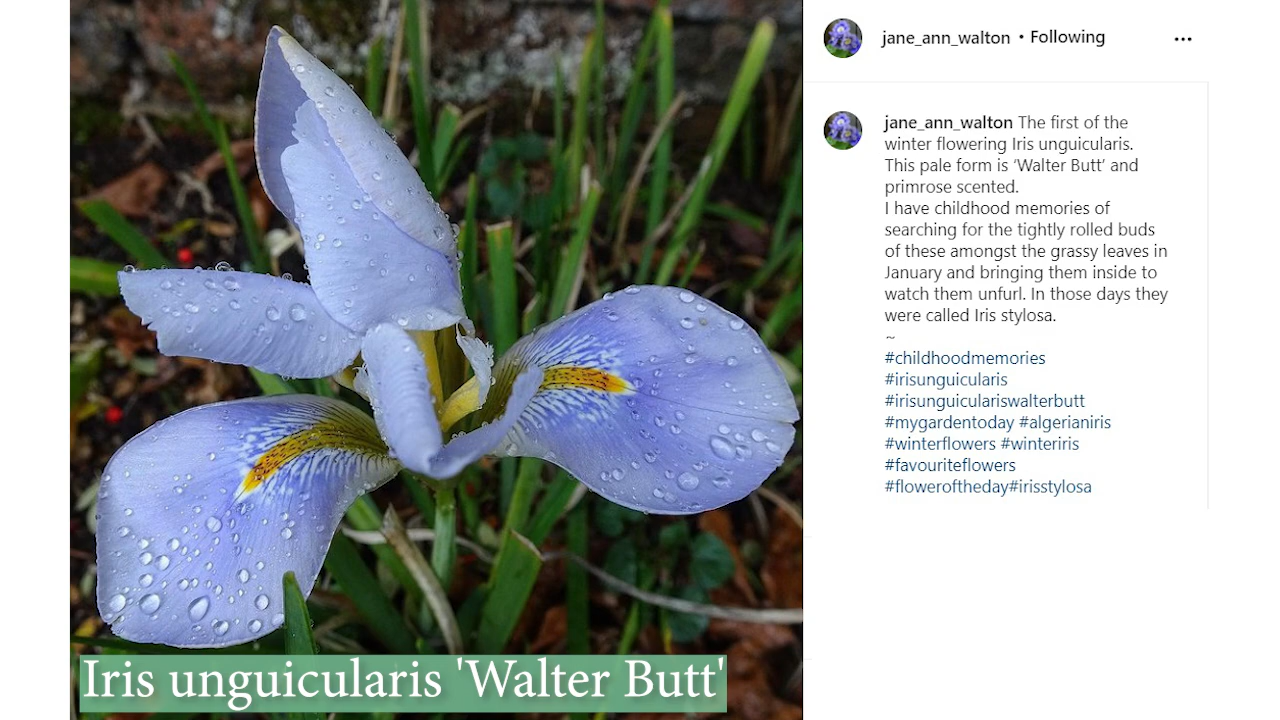 jane_ann_walton • Following
jane_ann_walton The first of the
winter flowering Iris unguicularis.
This pale form is ‘Walter Butt’ and
primrose scented.
I have childhood memories of
searching for the tightly rolled buds
of these amongst the grassy leaves in
January and bringing them inside to
watch them unfurl. In those days they
were called Iris stylosa.
~
#childhoodmemories
#irisunguicularis
#irisunguiculariswalterbutt
#mygardentoday #algerianiris
#winterflowers #winteriris
#favouriteflowers
#floweroftheday#irisstylosa
Iris unguicularis 'Walter Butt'